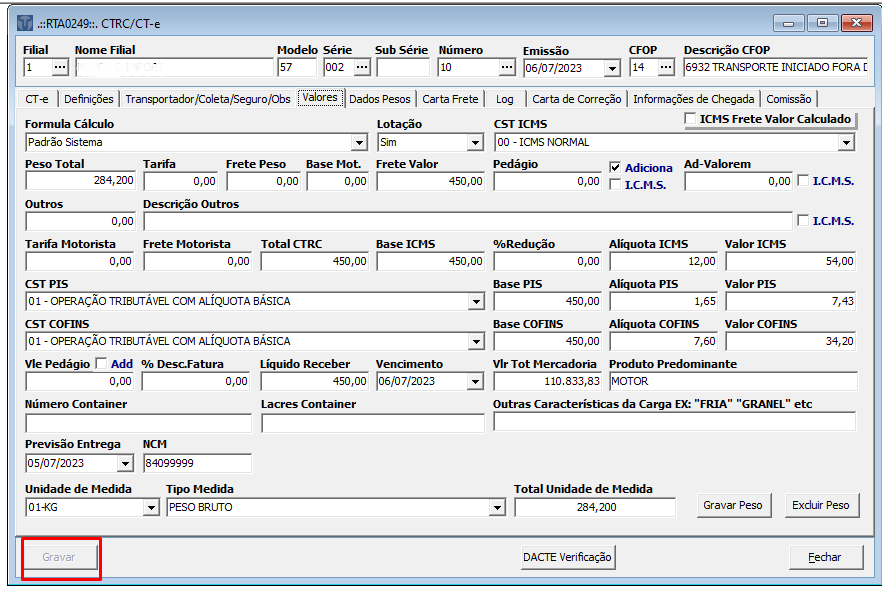 .::RTA0249::. CTRC/CT-e
Filial Nome Filial Modelo Série Sub Série Número Emissão CFOP Descrição CFOP
1 ... 57 002 ... 10 ... 06/07/2023 14 ... 6932 TRANSPORTE INICIADO FORA
CT-e Definições Transportador/Coleta/Seguro/Obs Valores Dados Pesos Carta Frete Log Carta de Correção Informações de Chegada Comissão
Formula Cálculo Lotação CST ICMS ICMS Frete Valor Calculado
Padrão Sistema Sim 00 - ICMS NORMAL
Peso Total Tarifa Frete Peso Base Mot. Frete Valor Pedágio Adiciona Ad-Valorem
284,200 0,00 0,00 0,00 450,00 0,00 I.C.M.S. 0,00 I.C.M.S.
Outros Descrição Outros
0,00 I.C.M.S.
Tarifa Motorista Frete Motorista Total CTRC Base ICMS %Redução Alíquota ICMS Valor ICMS
0,00 0,00 450,00 450,00 0,00 12,00 54,00
CST PIS Base PIS Alíquota PIS Valor PIS
01 - OPERAÇÃO TRIBUTÁVEL COM ALÍQUOTA BÁSICA 450,00 1,65 7,43
CST COFINS Base COFINS Alíquota COFINS Valor COFINS
01 - OPERAÇÃO TRIBUTÁVEL COM ALÍQUOTA BÁSICA 450,00 7,60 34,20
Vle Pedágio Add % Desc.Fatura Líquido Receber Vencimento Vlr Tot Mercadoria Produto Predominante
0,00 0,00 450,00 06/07/2023 110.833,83 MOTOR
Número Container Lacres Container Outras Características da Carga EX: "FRIA" "GRANEL" etc
Previsão Entrega NCM
05/07/2023 84099999
Unidade de Medida Tipo Medida Total Unidade de Medida
01-KG PESO BRUTO 284,200 Gravar Peso Excluir Peso
Gravar DACTE Verificação Fechar